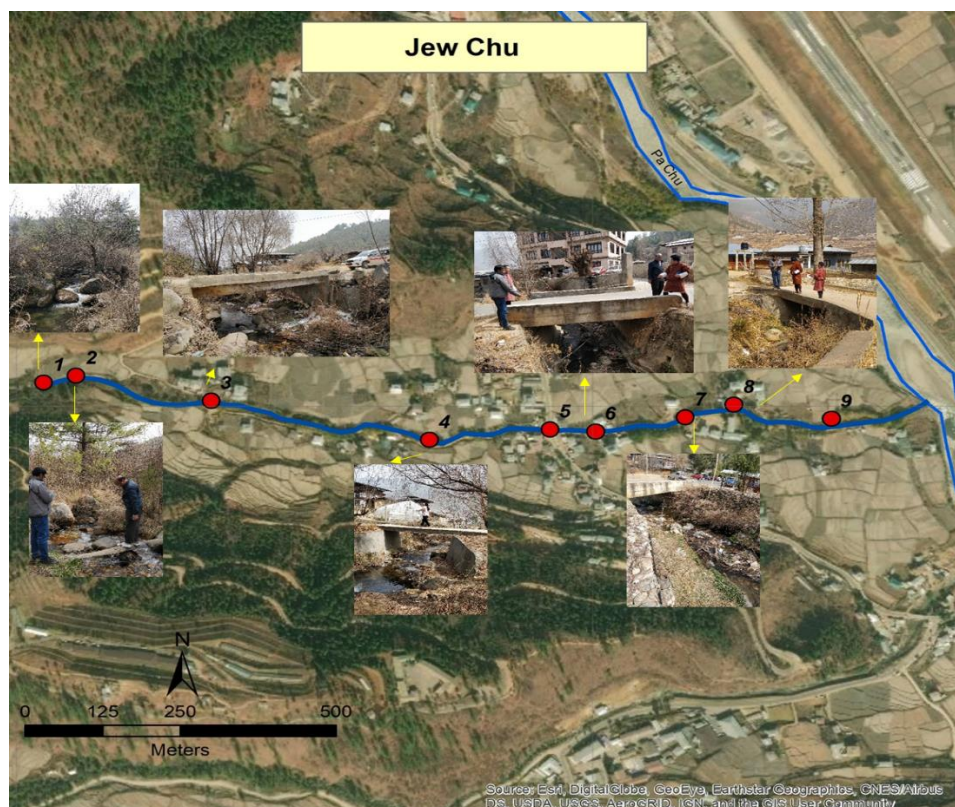 Jew Chu
Pa Chu
1
2
3
4
5
6
7
8
9
N
0 125 250 500
Meters
Source: Esri, DigitalGlobe, GeoEye, Earthstar Geographics, CNES/Airbus
DS, USDA, USGS, AeroGRID, IGN, and the GIS User Community